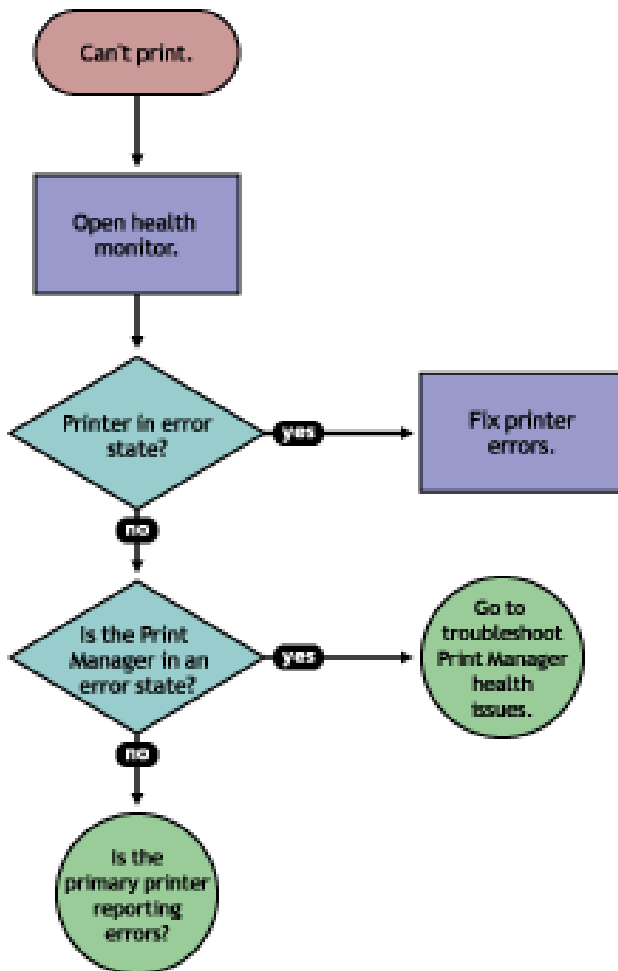 Can't print.
Open health
monitor.
Printer in error
state?
yes
Fix printer
errors.
no
Is the Print
Manager in an
error state?
yes
Go to
troubleshoot
Print Manager
health
issues.
no
Is the
primary printer
reporting
errors?